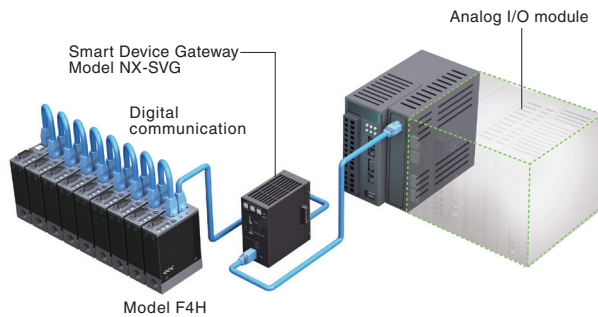 Analog I/O module
Smart Device Gateway
Model NX-SVG
Digital
communication
Model F4H